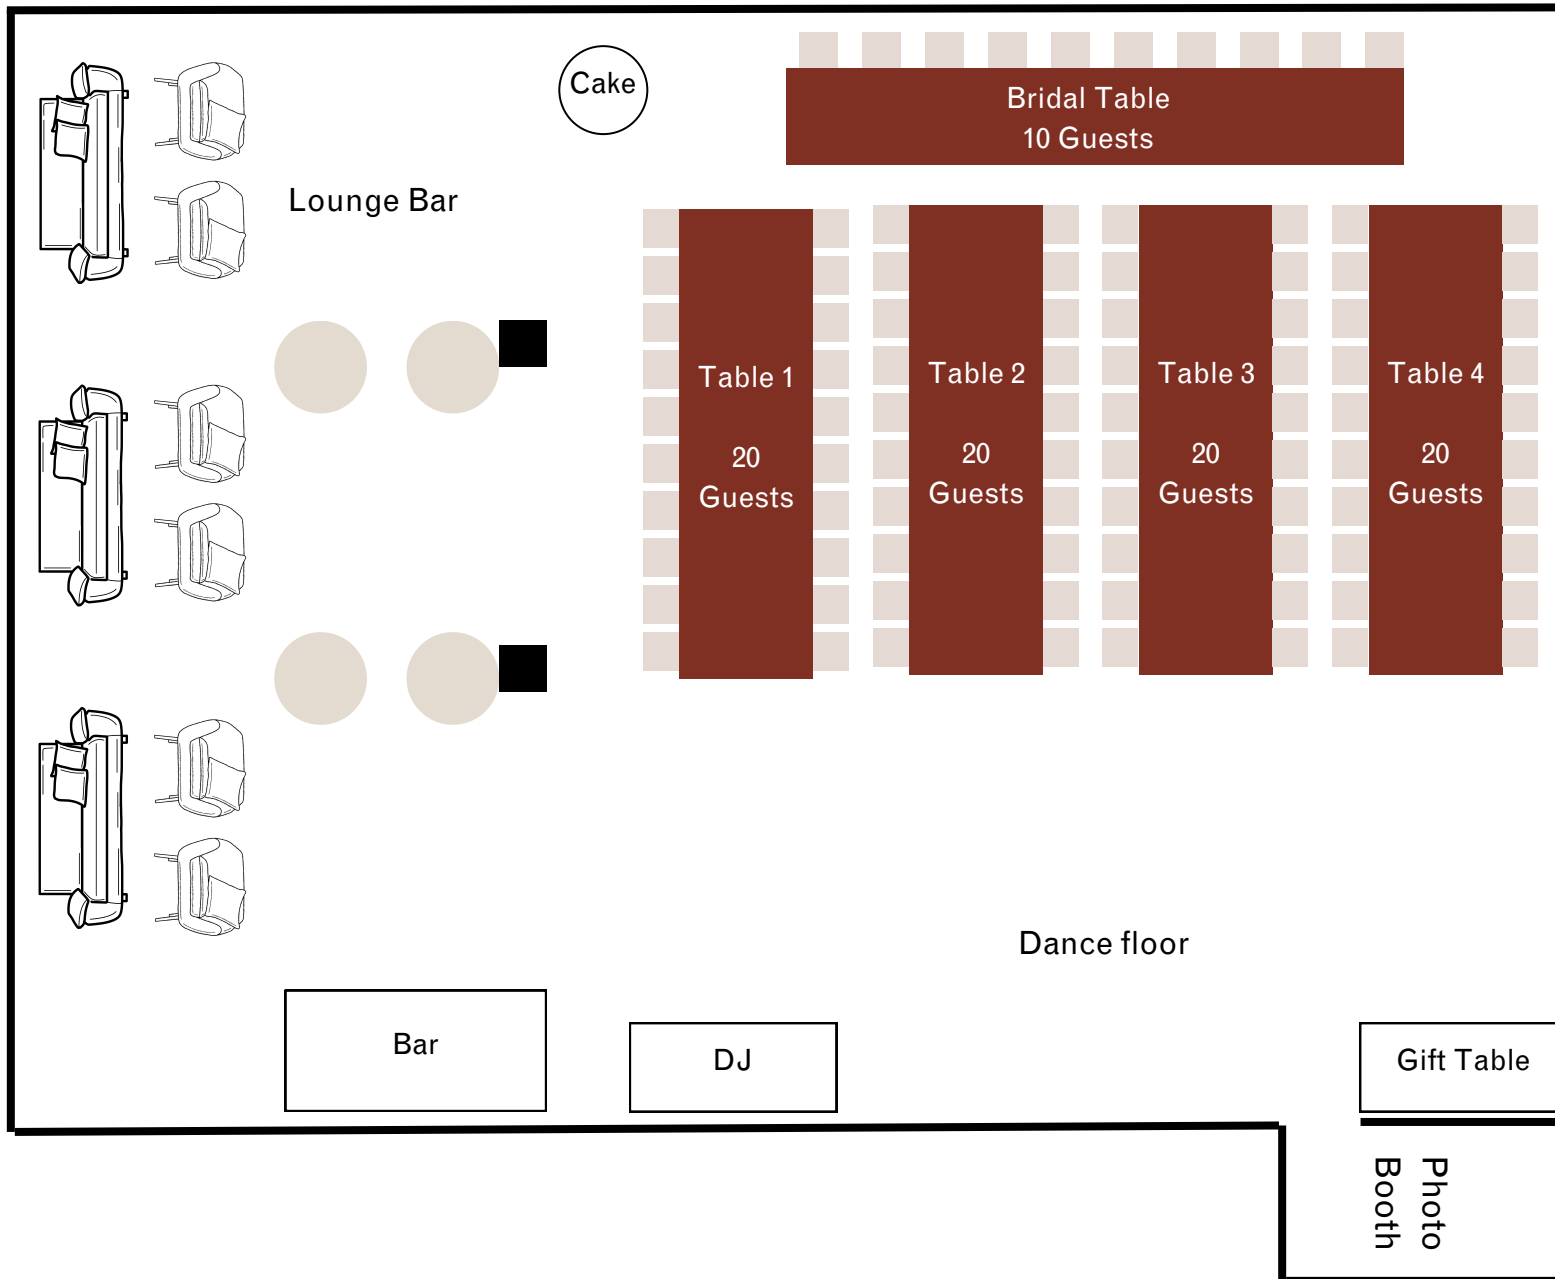 Cake
Bridal Table
10 Guests
Lounge Bar
Table 1
20
Guests
Table 2
20
Guests
Table 3
20
Guests
Table 4
20
Guests
Dance floor
Bar
DJ
Gift Table
Photo
Booth